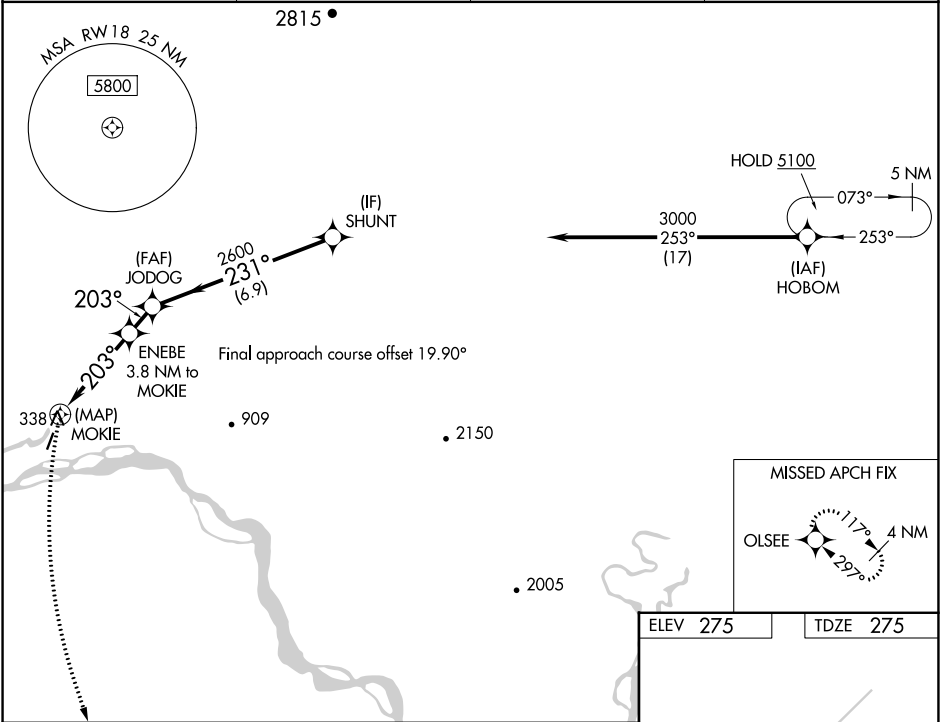 2815
MSA RW18 25 NM
5800
HOLD 5100
5 NM
073°
253°
3000
253°
(17)
(IAF)
HOBOM
(IF)
SHUNT
2600
231°
(6.9)
(FAF)
JODOG
203°
ENEBE
3.8 NM to
MOKIE
Final approach course offset 19.90°
203°
338
(MAP)
MOKIE
909
2150
2005
MISSED APCH FIX
OLSEE
117°
4 NM
297°
ELEV 275
TDZE 275